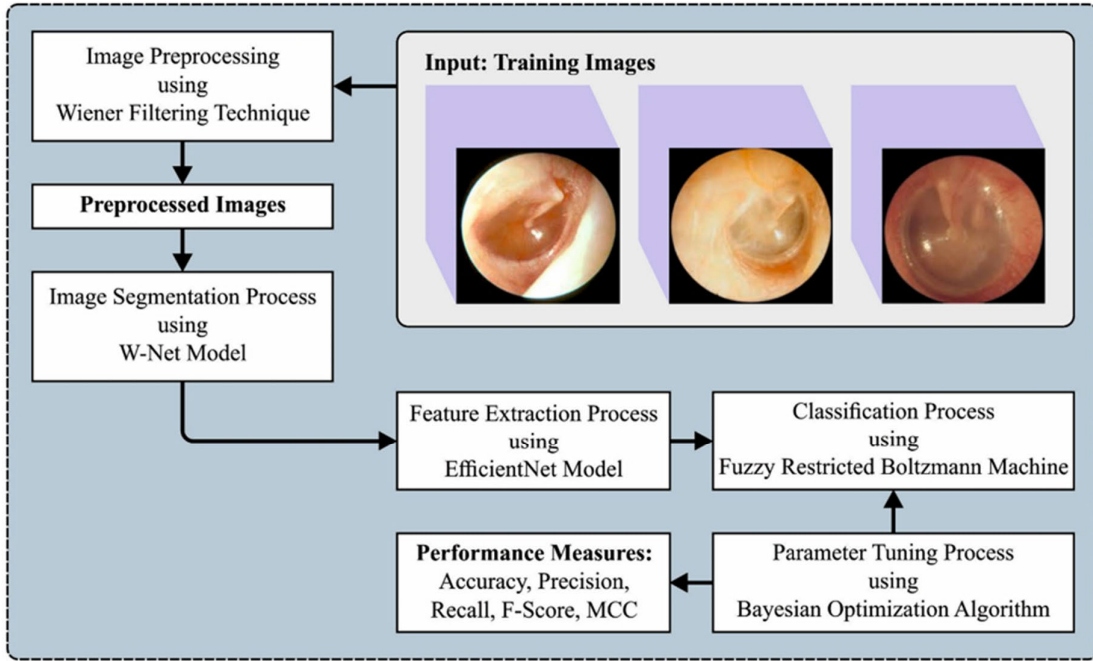 Image Preprocessing
using
Wiener Filtering Technique
Input: Training Images
Preprocessed Images
Image Segmentation Process
using
W-Net Model
Feature Extraction Process
using
EfficientNet Model
Classification Process
using
Fuzzy Restricted Boltzmann Machine
Performance Measures:
Accuracy, Precision,
Recall, F-Score, MCC
Parameter Tuning Process
using
Bayesian Optimization Algorithm